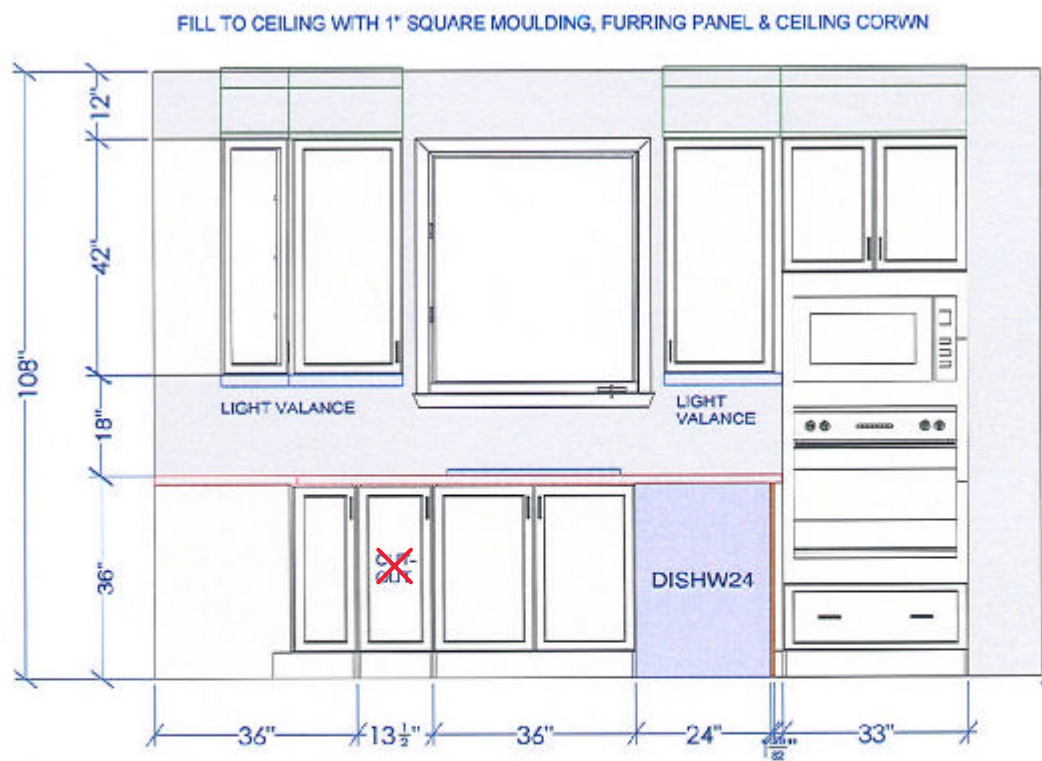 FILL TO CEILING WITH 1" SQUARE MOULDING, FURRING PANEL & CEILING CORWN
12"
42"
108"
18"
36"
LIGHT VALANCE
LIGHT
VALANCE
DISHW24
36"
13 1/2"
36"
24"
33"